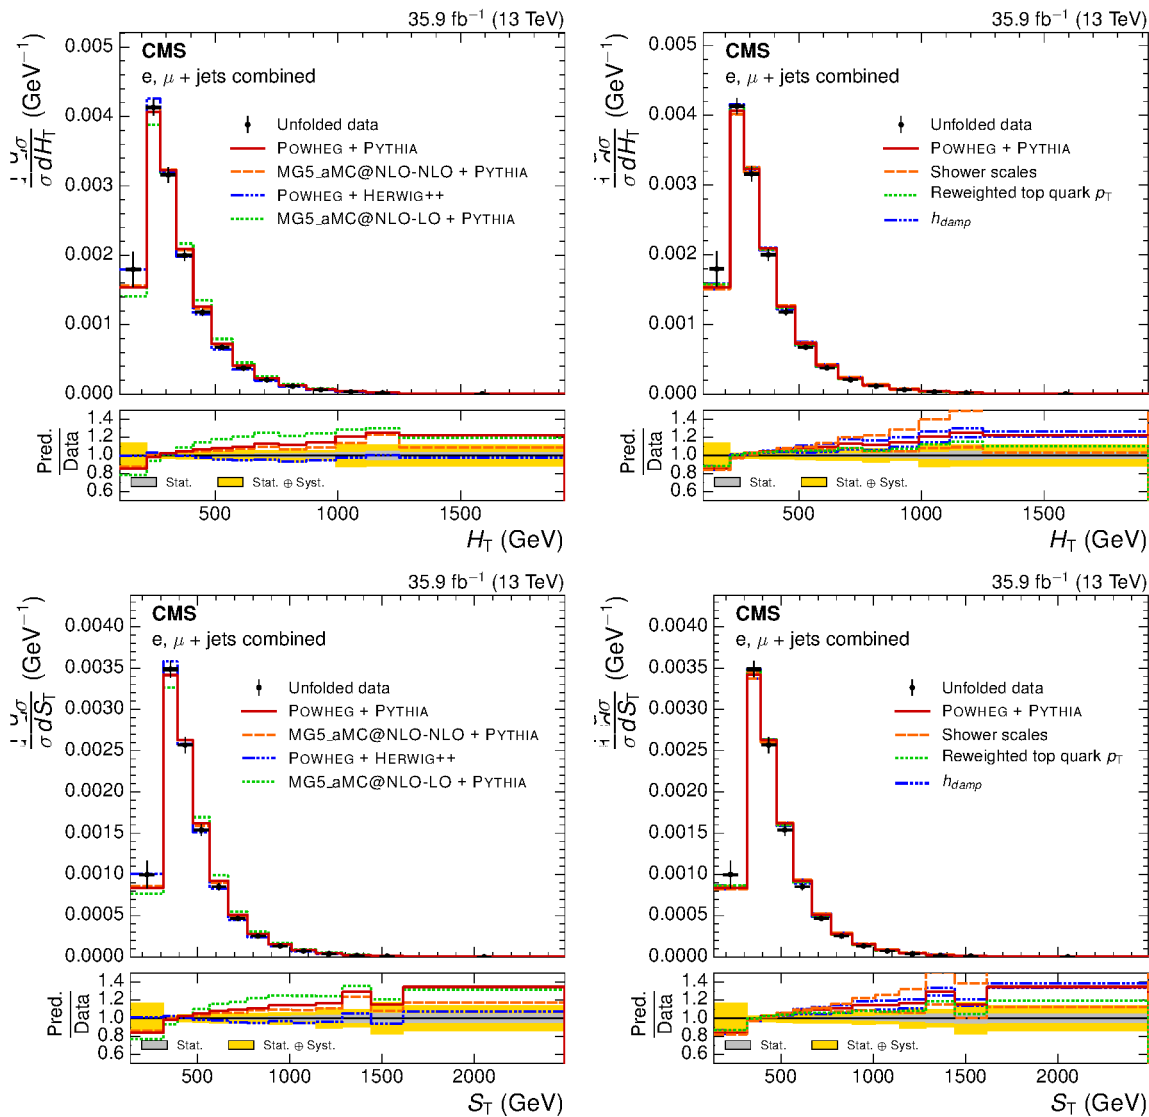 35.9 fb⁻¹ (13 TeV)
CMS
e, μ + jets combined
Unfolded data
POWHEG + PYTHIA
MG5_aMC@NLO-NLO + PYTHIA
POWHEG + HERWIG++
MG5_aMC@NLO-LO + PYTHIA
σ dH_T (GeV⁻¹)
0.005
0.004
0.003
0.002
0.001
0.000
Pred.
Data
1.4
1.2
1.0
0.8
0.6
Stat.
Stat. ⊕ Syst.
500 1000 1500
H_T (GeV)
35.9 fb⁻¹ (13 TeV)
CMS
e, μ + jets combined
Unfolded data
POWHEG + PYTHIA
Shower scales
Reweighted top quark p_T
h_damp
σ dH_T (GeV⁻¹)
0.005
0.004
0.003
0.002
0.001
0.000
Pred.
Data
1.4
1.2
1.0
0.8
0.6
Stat.
Stat. ⊕ Syst.
500 1000 1500
H_T (GeV)
35.9 fb⁻¹ (13 TeV)
CMS
e, μ + jets combined
Unfolded data
POWHEG + PYTHIA
MG5_aMC@NLO-NLO + PYTHIA
POWHEG + HERWIG++
MG5_aMC@NLO-LO + PYTHIA
σ dS_T (GeV⁻¹)
0.0040
0.0035
0.0030
0.0025
0.0020
0.0015
0.0010
0.0005
0.0000
Pred.
Data
1.4
1.2
1.0
0.8
0.6
Stat.
Stat. ⊕ Syst.
500 1000 1500 2000
S_T (GeV)
35.9 fb⁻¹ (13 TeV)
CMS
e, μ + jets combined
Unfolded data
POWHEG + PYTHIA
Shower scales
Reweighted top quark p_T
h_damp
σ dS_T (GeV⁻¹)
0.0040
0.0035
0.0030
0.0025
0.0020
0.0015
0.0010
0.0005
0.0000
Pred.
Data
1.4
1.2
1.0
0.8
0.6
Stat.
Stat. ⊕ Syst.
500 1000 1500 2000
S_T (GeV)